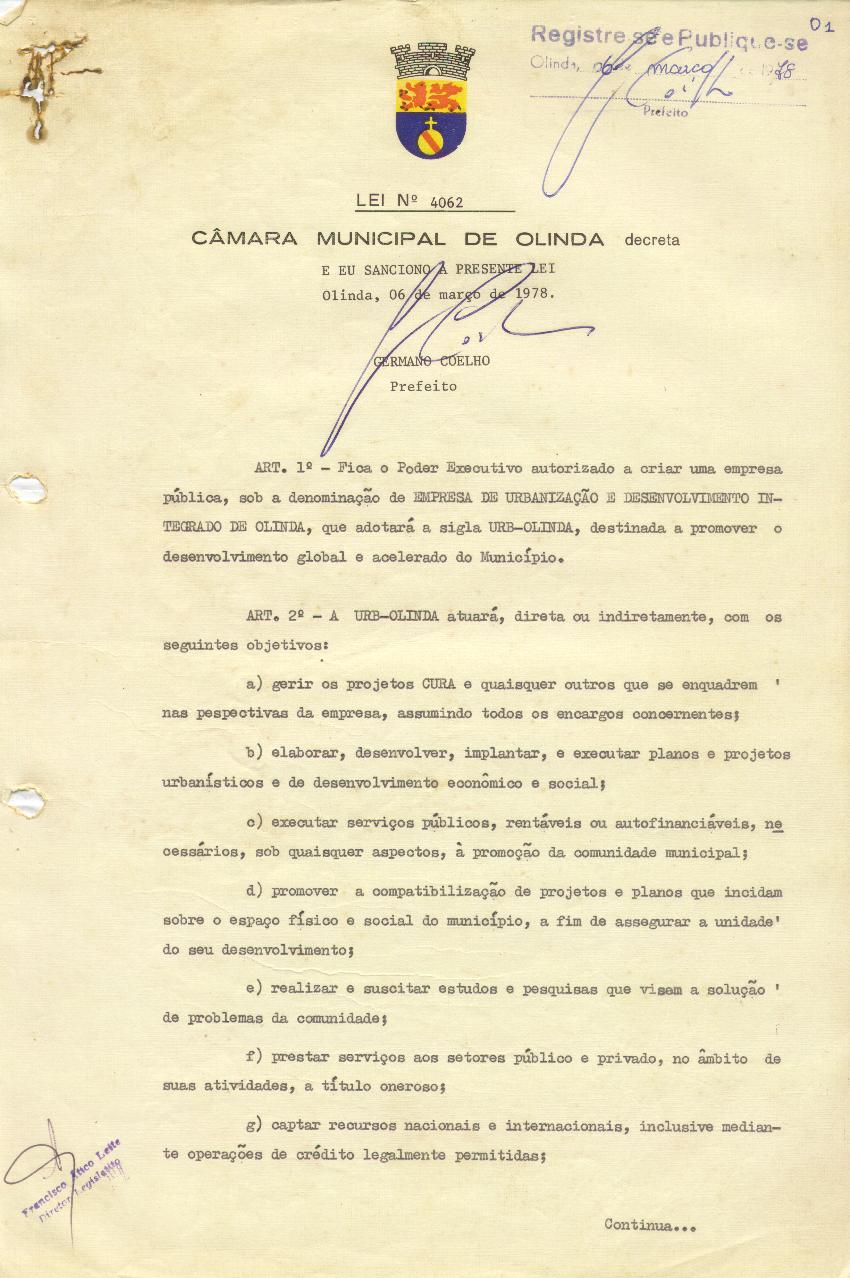 01
Registre-se e Publique-se
Olinda, 06 de março de 1978
Prefeito
LEI Nº 4062
CÂMARA MUNICIPAL DE OLINDA decreta
E EU SANCIONO A PRESENTE LEI
Olinda, 06 de março de 1978.
GERMANO COELHO
Prefeito
ART. 1º - Fica o Poder Executivo autorizado a criar uma empresa
pública, sob a denominação de EMPRESA DE URBANIZAÇÃO E DESENVOLVIMENTO IN-
TEGRADO DE OLINDA, que adotará a sigla URB-OLINDA, destinada a promover o
desenvolvimento global e acelerado do Município.
ART. 2º - A URB-OLINDA atuará, direta ou indiretamente, com os
seguintes objetivos:
a) gerir os projetos CURA e quaisquer outros que se enquadrem '
nas pespectivas da empresa, assumindo todos os encargos concernentes;
b) elaborar, desenvolver, implantar, e executar planos e projetos
urbanísticos e de desenvolvimento econômico e social;
c) executar serviços públicos, rentáveis ou autofinanciáveis, ne
cessários, sob quaisquer aspectos, à promoção da comunidade municipal;
d) promover a compatibilização de projetos e planos que incidam
sobre o espaço físico e social do município, a fim de assegurar a unidade'
do seu desenvolvimento;
e) realizar e suscitar estudos e pesquisas que visem a solução '
de problemas da comunidade;
f) prestar serviços aos setores público e privado, no âmbito de
suas atividades, a título oneroso;
g) captar recursos nacionais e internacionais, inclusive median-
te operações de crédito legalmente permitidas;
Francisco Ático Leite
Diretor Legislativo
Continua...